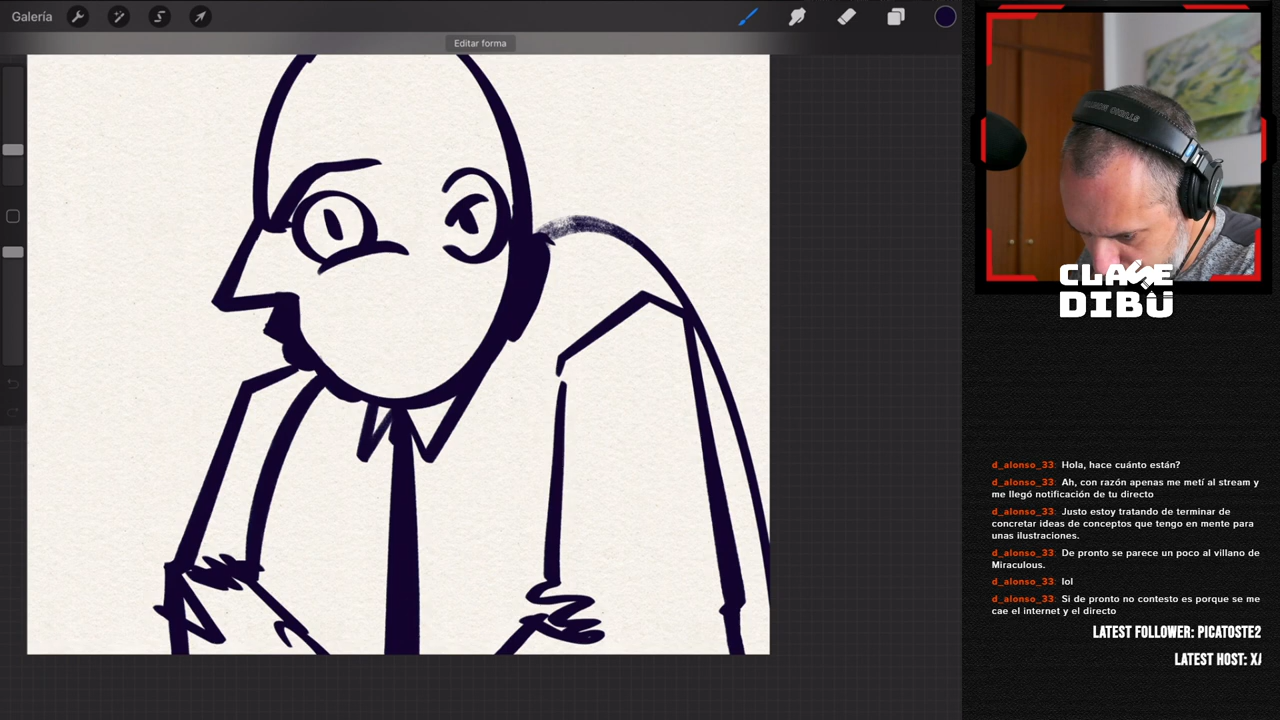 Galería
Editar forma
CLASE
DIBU
d_alonso_33: Hola, hace cuánto están?
d_alonso_33: Ah, con razón apenas me metí al stream y
me llegó notificación de tu directo
d_alonso_33: Justo estoy tratando de terminar de
concretar ideas de conceptos que tengo en mente para
unas ilustraciones.
d_alonso_33: De pronto se parece un poco al villano de
Miraculous.
d_alonso_33: lol
d_alonso_33: Si de pronto no contesto es porque se me
cae el internet y el directo
LATEST FOLLOWER: PICATOSTE2
LATEST HOST: XJ